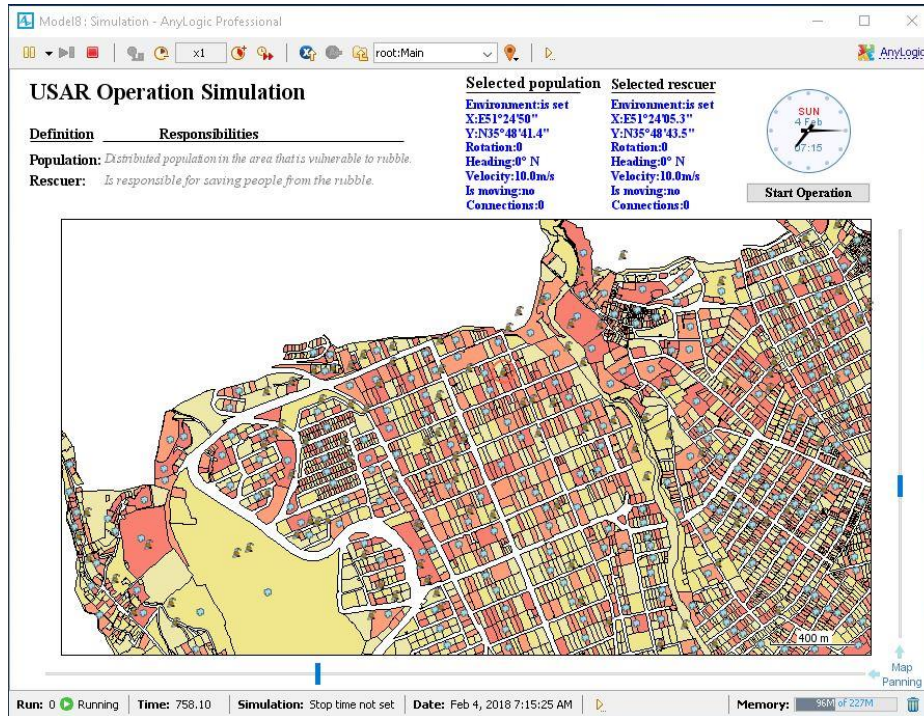 Model8 : Simulation - AnyLogic Professional
x1
root:Main
AnyLogic
USAR Operation Simulation
Definition Responsibilities
Population: Distributed population in the area that is vulnerable to rubble.
Rescuer: Is responsible for saving people from the rubble.
Selected population
Environment:is set
X:E51°24'50"
Y:N35°48'41.4"
Rotation:0
Heading:0° N
Velocity:10.0m/s
Is moving:no
Connections:0
Selected rescuer
Environment:is set
X:E51°24'05.3"
Y:N35°48'43.5"
Rotation:0
Heading:0° N
Velocity:10.0m/s
Is moving:no
Connections:0
SUN
4 Feb
07:15
Start Operation
400 m
Map
Panning
Run: 0 Running Time: 758.10 Simulation: Stop time not set Date: Feb 4, 2018 7:15:25 AM Memory: 96M of 227M